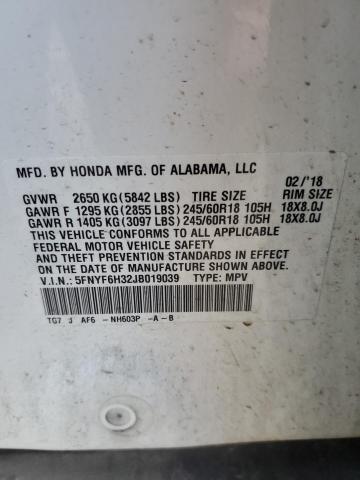 MFD. BY HONDA MFG. OF ALABAMA, LLC
02/'18
GVWR 2650 KG (5842 LBS) TIRE SIZE RIM SIZE
GAWR F 1295 KG (2855 LBS) 245/60R18 105H 18X8.0J
GAWR R 1405 KG (3097 LBS) 245/60R18 105H 18X8.0J
THIS VEHICLE CONFORMS TO ALL APPLICABLE
FEDERAL MOTOR VEHICLE SAFETY
AND THEFT PREVENTION STANDARDS IN EFFECT
ON THE DATE OF MANUFACTURE SHOWN ABOVE.
V.I.N.: 5FNYF6H32JB019039 TYPE: MPV
TG7 J AF6 -NH603P -A-B